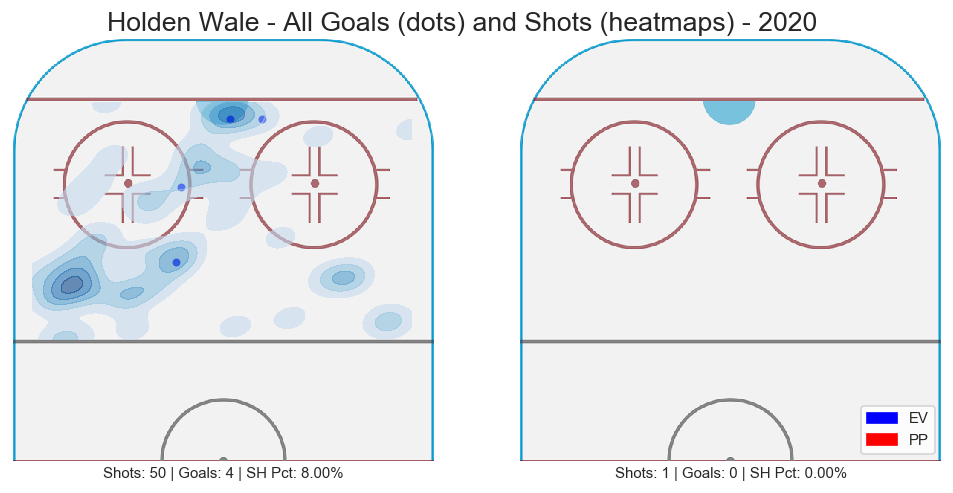 Holden Wale - All Goals (dots) and Shots (heatmaps) - 2020
EV
PP
Shots: 50 | Goals: 4 | SH Pct: 8.00%
Shots: 1 | Goals: 0 | SH Pct: 0.00%